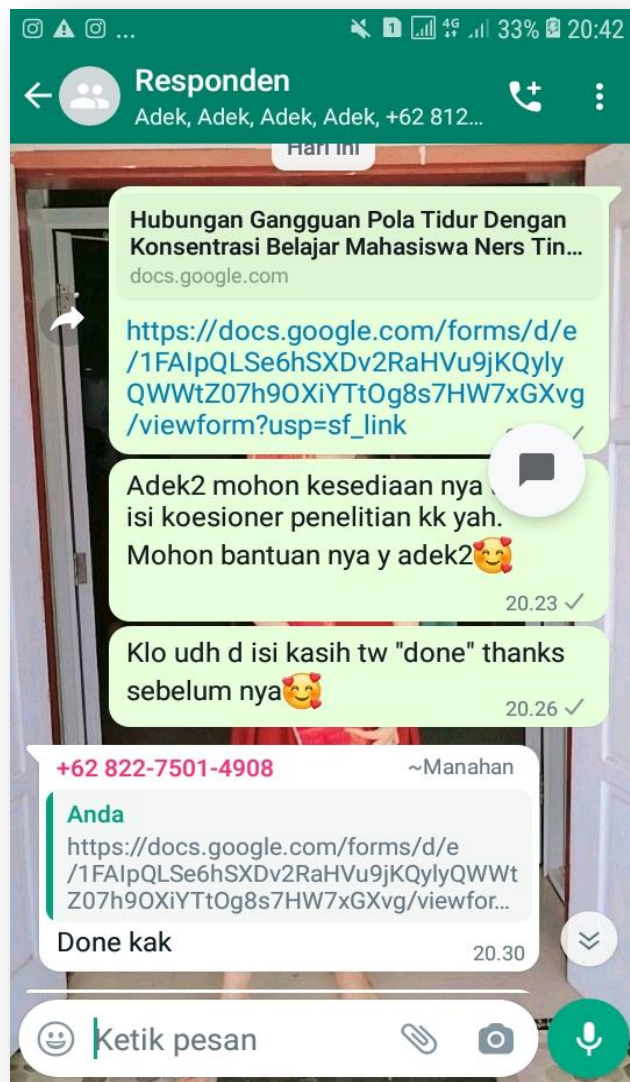 ... 1 4G 33% 20:42
Responden
Adek, Adek, Adek, Adek, +62 812...
Hari Ini
Hubungan Gangguan Pola Tidur Dengan
Konsentrasi Belajar Mahasiswa Ners Tin...
docs.google.com
https://docs.google.com/forms/d/e
/1FAIpQLSe6hSXDv2RaHVu9jKQyly
QWWtZ07h9OXiYTtOg8s7HW7xGXvg
/viewform?usp=sf_link
Adek2 mohon kesediaan nya
isi koesioner penelitian kk yah.
Mohon bantuan nya y adek2🥰
20.23
Klo udh d isi kasih tw "done" thanks
sebelum nya🥰
20.26
+62 822-7501-4908 ~Manahan
Anda
https://docs.google.com/forms/d/e
/1FAIpQLSe6hSXDv2RaHVu9jKQylyQWWt
Z07h9OXiYTtOg8s7HW7xGXvg/viewfor...
Done kak
20.30
Ketik pesan